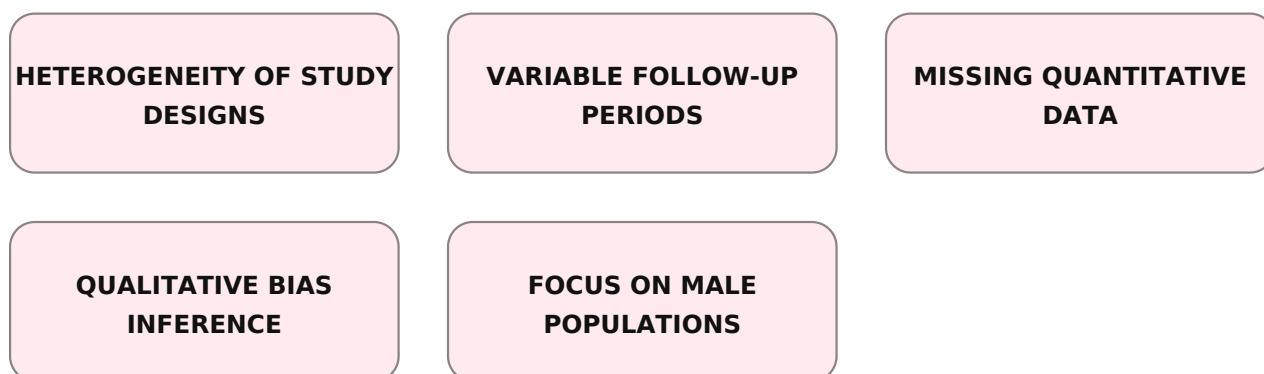 HETEROGENEITY OF STUDY
DESIGNS
VARIABLE FOLLOW-UP
PERIODS
MISSING QUANTITATIVE
DATA
QUALITATIVE BIAS
INFERENCE
FOCUS ON MALE
POPULATIONS